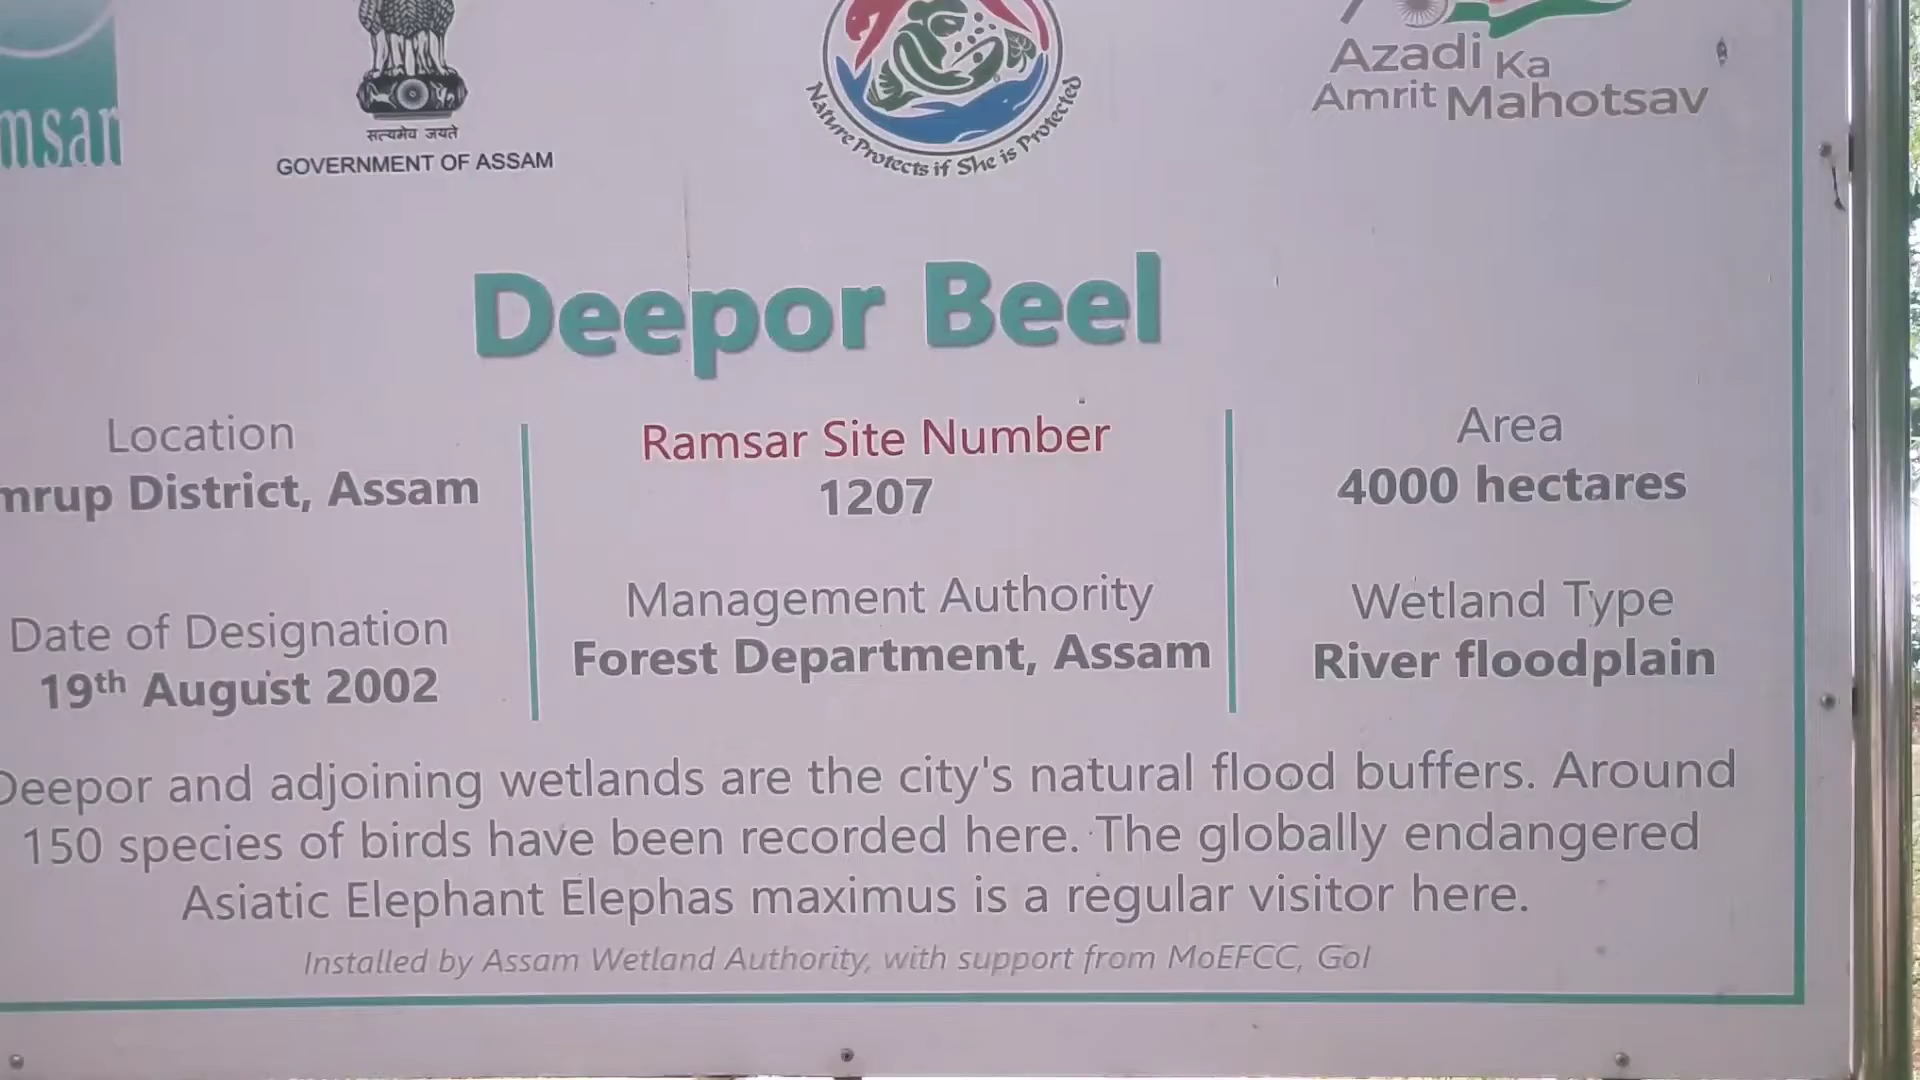 msar
सत्यमेव जयते
GOVERNMENT OF ASSAM
Nature Protects if She is Protected
Azadi Ka
Amrit Mahotsav
Deepor Beel
Location
mrup District, Assam
Ramsar Site Number
1207
Area
4000 hectares
Date of Designation
19th August 2002
Management Authority
Forest Department, Assam
Wetland Type
River floodplain
Deepor and adjoining wetlands are the city's natural flood buffers. Around
150 species of birds have been recorded here. The globally endangered
Asiatic Elephant Elephas maximus is a regular visitor here.
Installed by Assam Wetland Authority, with support from MoEFCC, GoI